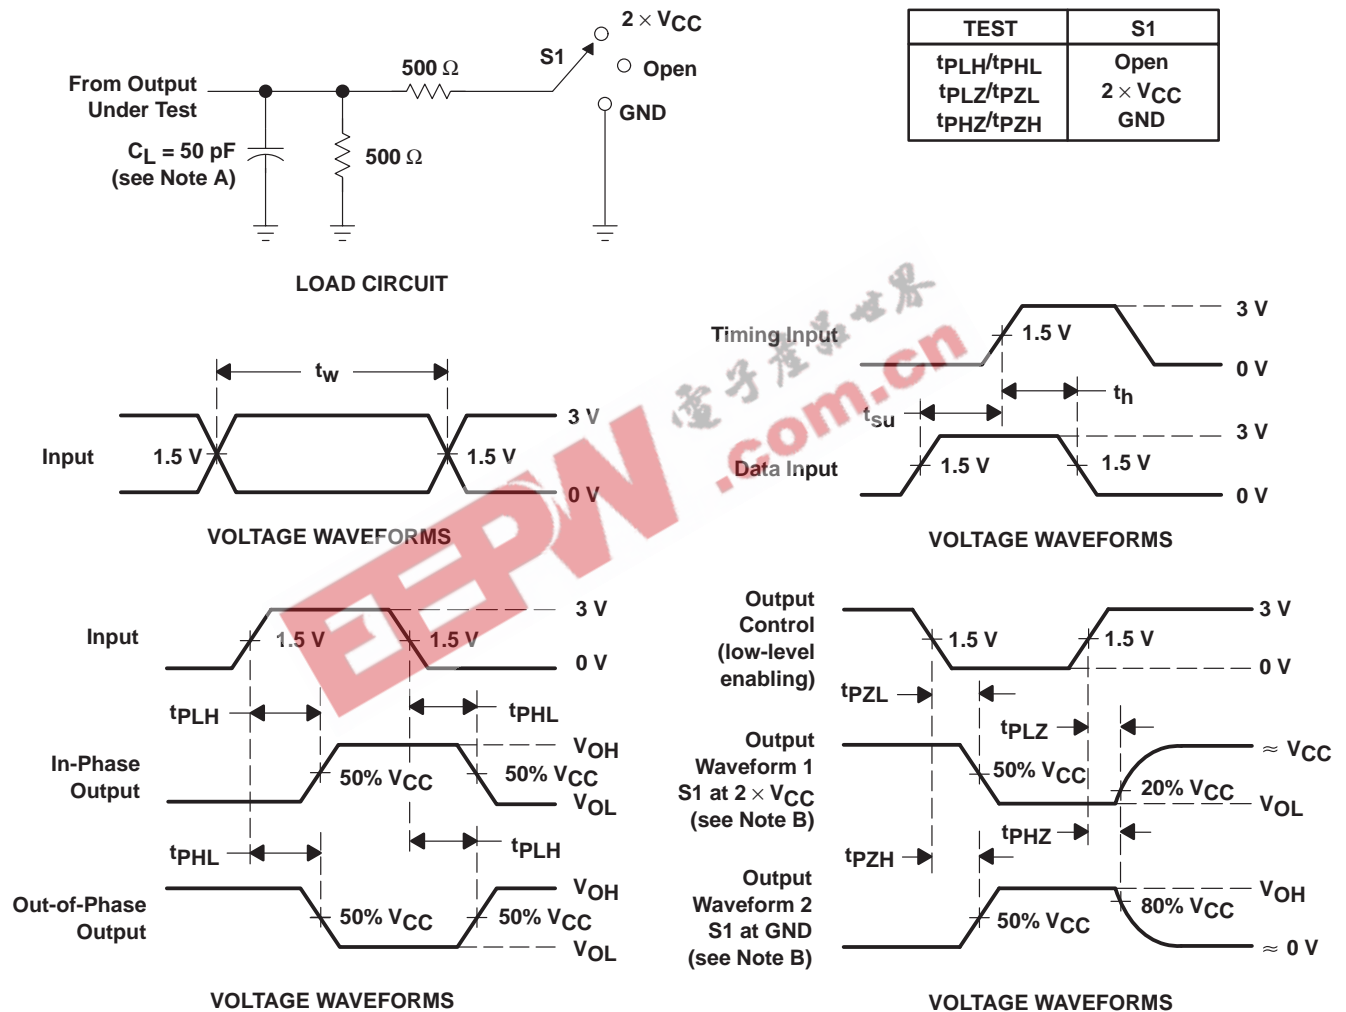 2 × VCC
S1
Open
GND
500 Ω
From Output
Under Test
CL = 50 pF
(see Note A)
500 Ω
LOAD CIRCUIT
TEST S1
tPLH/tPHL Open
tPLZ/tPZL 2 × VCC
tPHZ/tPZH GND
tw
3 V
Input 1.5 V 1.5 V
0 V
VOLTAGE WAVEFORMS
3 V
Timing Input 1.5 V
0 V
th
tsu
3 V
Data Input 1.5 V 1.5 V
0 V
VOLTAGE WAVEFORMS
電子產品世界
.com.cn
EEPW
3 V
Input 1.5 V 1.5 V
0 V
tPLH tPHL
VOH
In-Phase
Output
50% VCC 50% VCC
VOL
tPHL tPLH
VOH
Out-of-Phase
Output
50% VCC 50% VCC
VOL
VOLTAGE WAVEFORMS
Output
Control
(low-level
enabling)
3 V
1.5 V 1.5 V
0 V
tPZL
tPLZ
Output
Waveform 1
S1 at 2 × VCC
(see Note B)
≈ VCC
50% VCC 20% VCC
VOL
tPHZ
tPZH
Output
Waveform 2
S1 at GND
(see Note B)
VOH
50% VCC 80% VCC
≈ 0 V
VOLTAGE WAVEFORMS